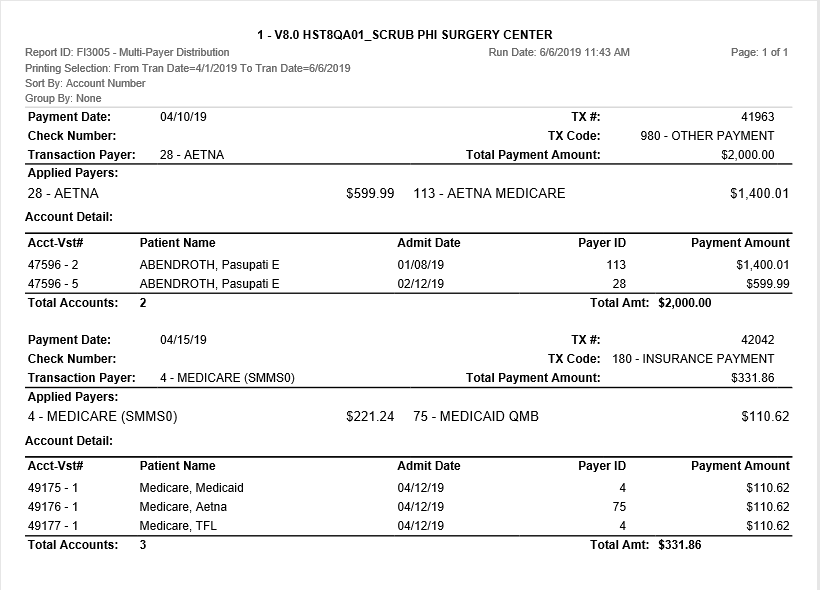 1 - V8.0 HST8QA01_SCRUB PHI SURGERY CENTER
Report ID: FI3005 - Multi-Payer Distribution Run Date: 6/6/2019 11:43 AM Page: 1 of 1
Printing Selection: From Tran Date=4/1/2019 To Tran Date=6/6/2019
Sort By: Account Number
Group By: None
Payment Date: 04/10/19 TX #: 41963
Check Number: TX Code: 980 - OTHER PAYMENT
Transaction Payer: 28 - AETNA Total Payment Amount: $2,000.00
Applied Payers:
28 - AETNA $599.99 113 - AETNA MEDICARE $1,400.01
Account Detail:
Acct-Vst# Patient Name Admit Date Payer ID Payment Amount
47596 - 2 ABENDROTH, Pasupati E 01/08/19 113 $1,400.01
47596 - 5 ABENDROTH, Pasupati E 02/12/19 28 $599.99
Total Accounts: 2 Total Amt: $2,000.00
Payment Date: 04/15/19 TX #: 42042
Check Number: TX Code: 180 - INSURANCE PAYMENT
Transaction Payer: 4 - MEDICARE (SMMS0) Total Payment Amount: $331.86
Applied Payers:
4 - MEDICARE (SMMS0) $221.24 75 - MEDICAID QMB $110.62
Account Detail:
Acct-Vst# Patient Name Admit Date Payer ID Payment Amount
49175 - 1 Medicare, Medicaid 04/12/19 4 $110.62
49176 - 1 Medicare, Aetna 04/12/19 75 $110.62
49177 - 1 Medicare, TFL 04/12/19 4 $110.62
Total Accounts: 3 Total Amt: $331.86